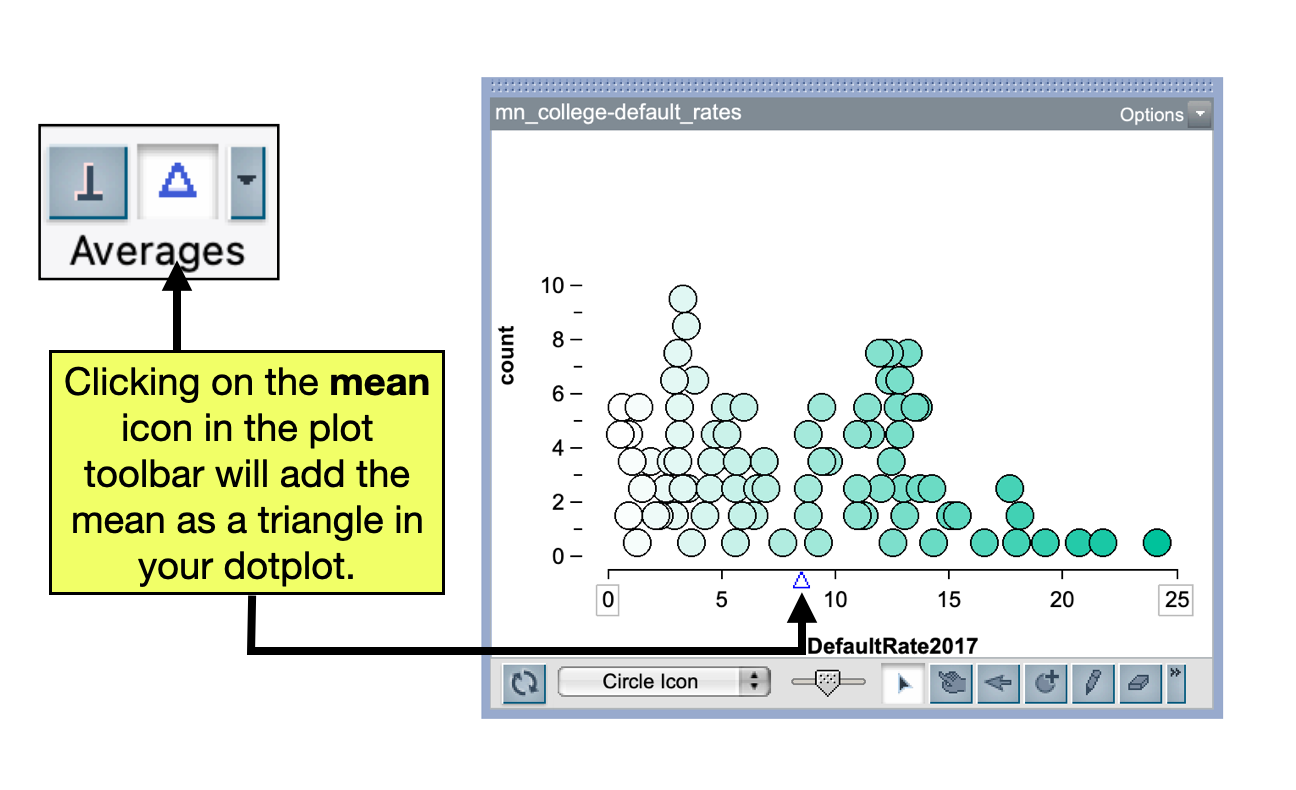 mn_college-default_rates
Options
Averages
Clicking on the mean
icon in the plot
toolbar will add the
mean as a triangle in
your dotplot.
count
10
8
6
4
2
0
0 5 10 15 20 25
DefaultRate2017
Circle Icon